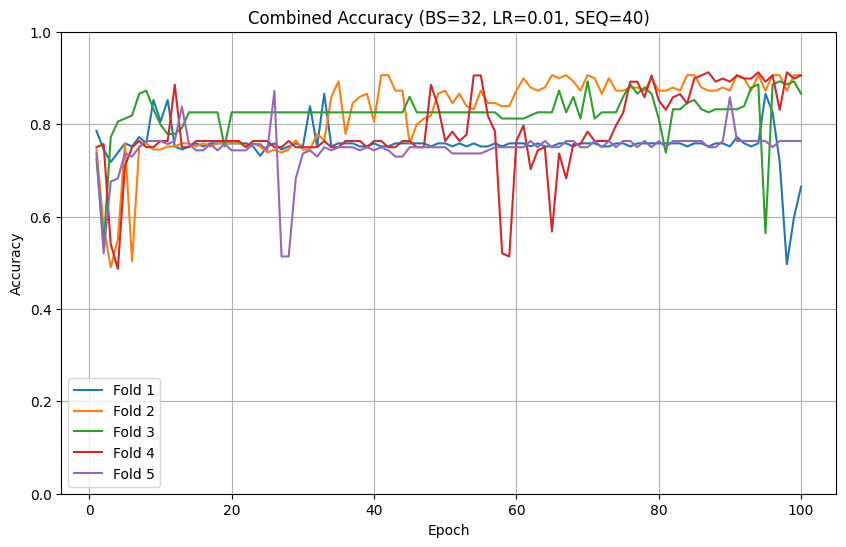 Combined Accuracy (BS=32, LR=0.01, SEQ=40)
1.0
0.8
0.6
0.4
0.2
0.0
Accuracy
Fold 1
Fold 2
Fold 3
Fold 4
Fold 5
0 20 40 60 80 100
Epoch